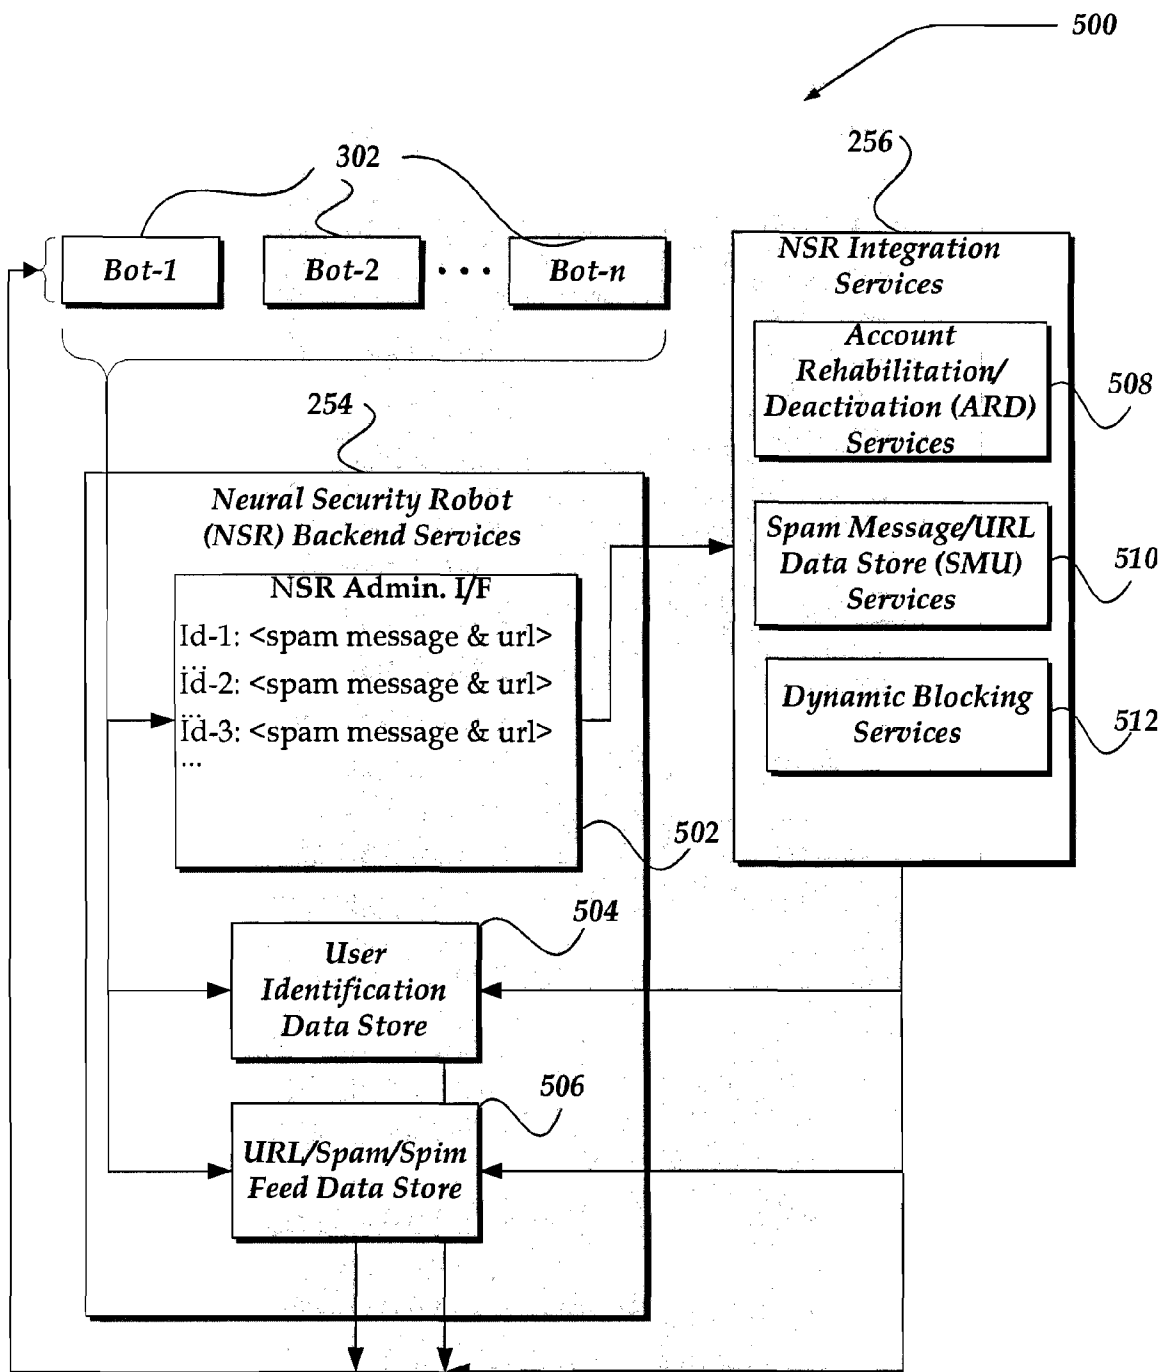 500
302
256
Bot-1
Bot-2
• • •
Bot-n
NSR Integration
Services
Account
Rehabilitation/
Deactivation (ARD)
Services
508
254
Neural Security Robot
(NSR) Backend Services
Spam Message/URL
Data Store (SMU)
Services
510
NSR Admin. I/F
Id-1: <spam message & url>
...
Id-2: <spam message & url>
...
Id-3: <spam message & url>
...
Dynamic Blocking
Services
512
502
504
User
Identification
Data Store
506
URL/Spam/Spim
Feed Data Store